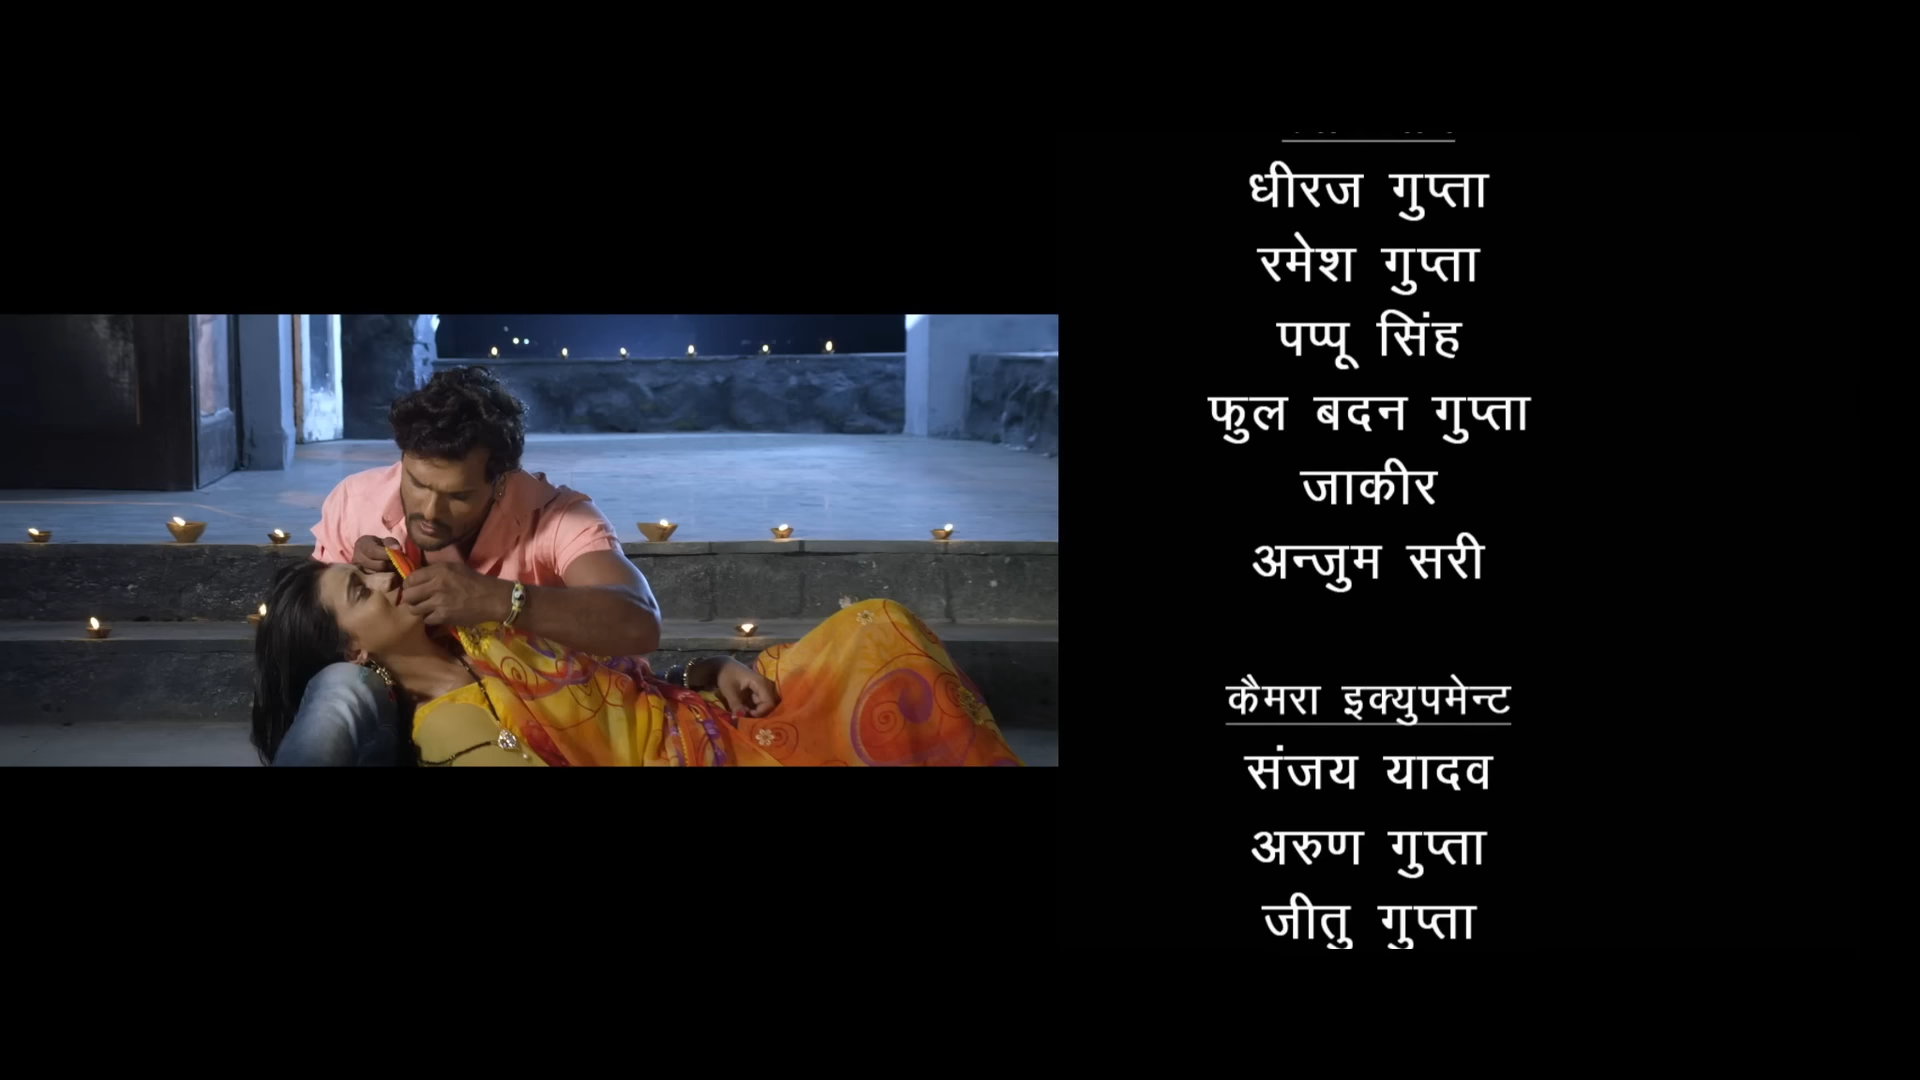 धीरज गुप्ता
रमेश गुप्ता
पप्पू सिंह
फुल बदन गुप्ता
जाकीर
अन्जुम सरी
कैमरा इक्युपमेन्ट
संजय यादव
अरुण गुप्ता
जीतु गुप्ता